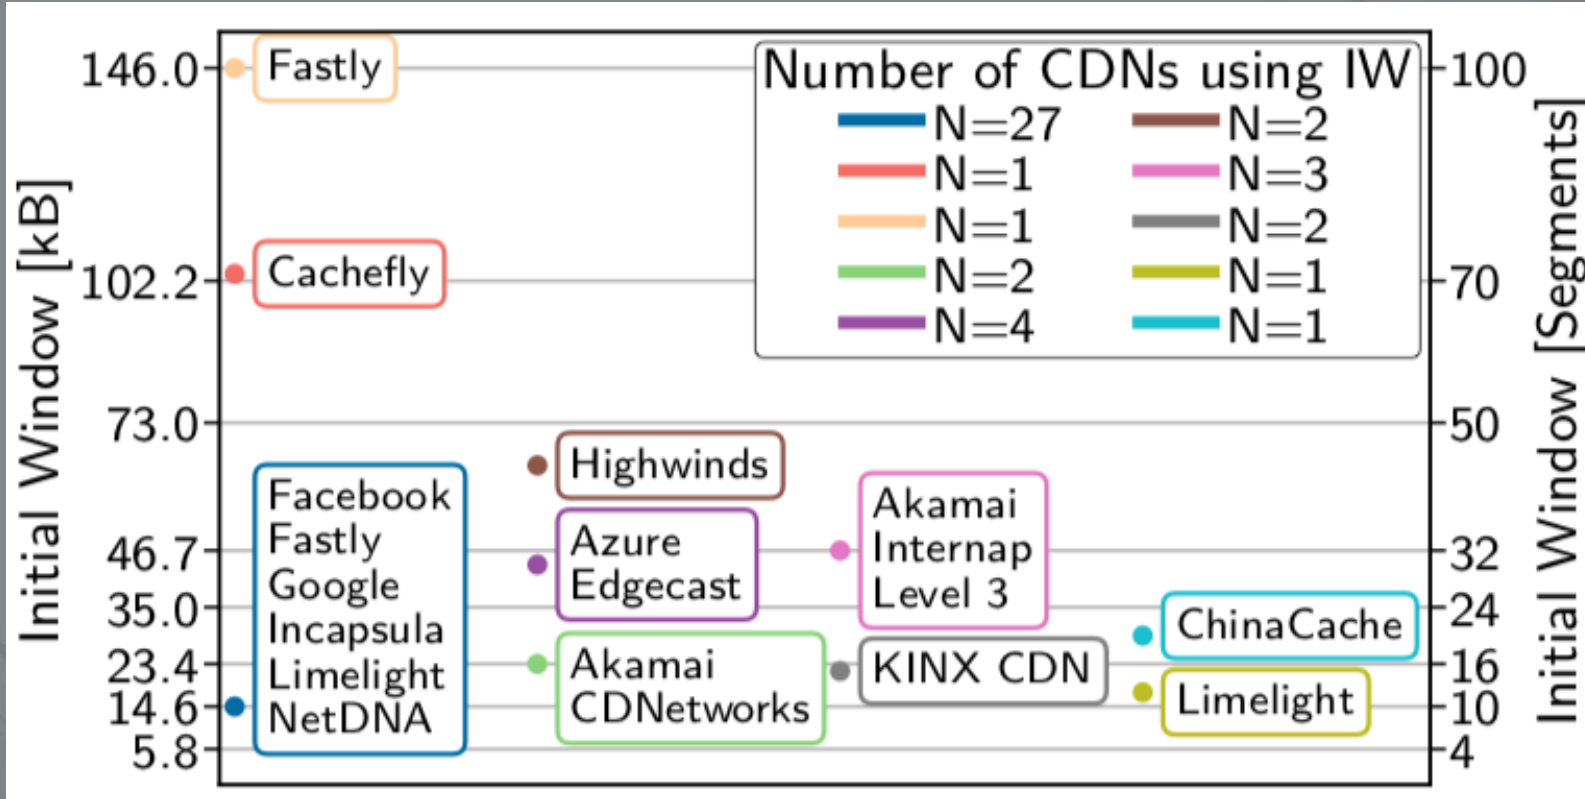 Initial Window [kB]
146.0
102.2
73.0
46.7
35.0
23.4
14.6
5.8
Fastly
Cachefly
Facebook
Fastly
Google
Incapsula
Limelight
NetDNA
Highwinds
Azure
Edgecast
Akamai
CDNetworks
Akamai
Internap
Level 3
KINX CDN
ChinaCache
Limelight
Number of CDNs using IW
N=27
N=1
N=1
N=2
N=4
N=2
N=3
N=2
N=1
N=1
100
70
50
32
24
16
10
4
Initial Window [Segments]